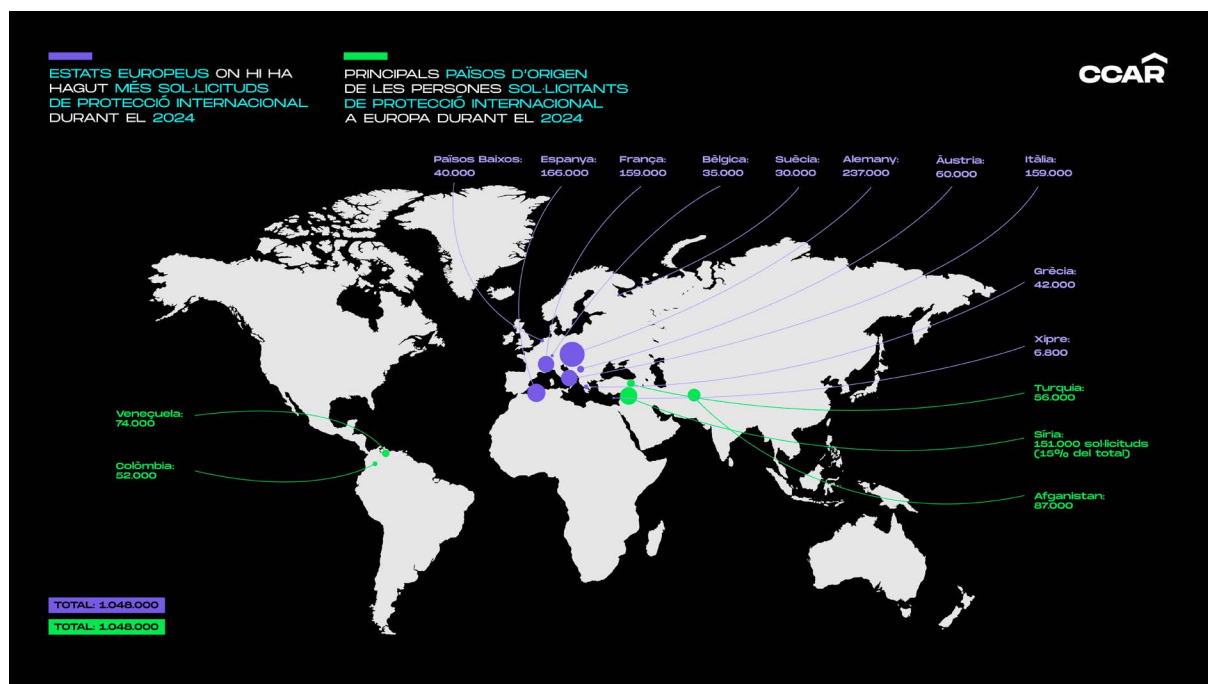 ESTATS EUROPEUS ON HI HA
HAGUT MÉS SOL·LICITUDS
DE PROTECCIÓ INTERNACIONAL
DURANT EL 2024
PRINCIPALS PAÏSOS D'ORIGEN
DE LES PERSONES SOL·LICITANTS
DE PROTECCIÓ INTERNACIONAL
A EUROPA DURANT EL 2024
CCAR
Països Baixos:
40.000
Espanya:
166.000
França:
159.000
Bèlgica:
35.000
Suècia:
30.000
Alemany:
237.000
Àustria:
60.000
Itàlia:
159.000
Grècia:
42.000
Xipre:
6.800
Turquia:
56.000
Síria:
151.000 sol·licituds
(15% del total)
Afganistan:
87.000
Veneçuela:
74.000
Colòmbia:
52.000
TOTAL: 1.048.000
TOTAL: 1.048.000